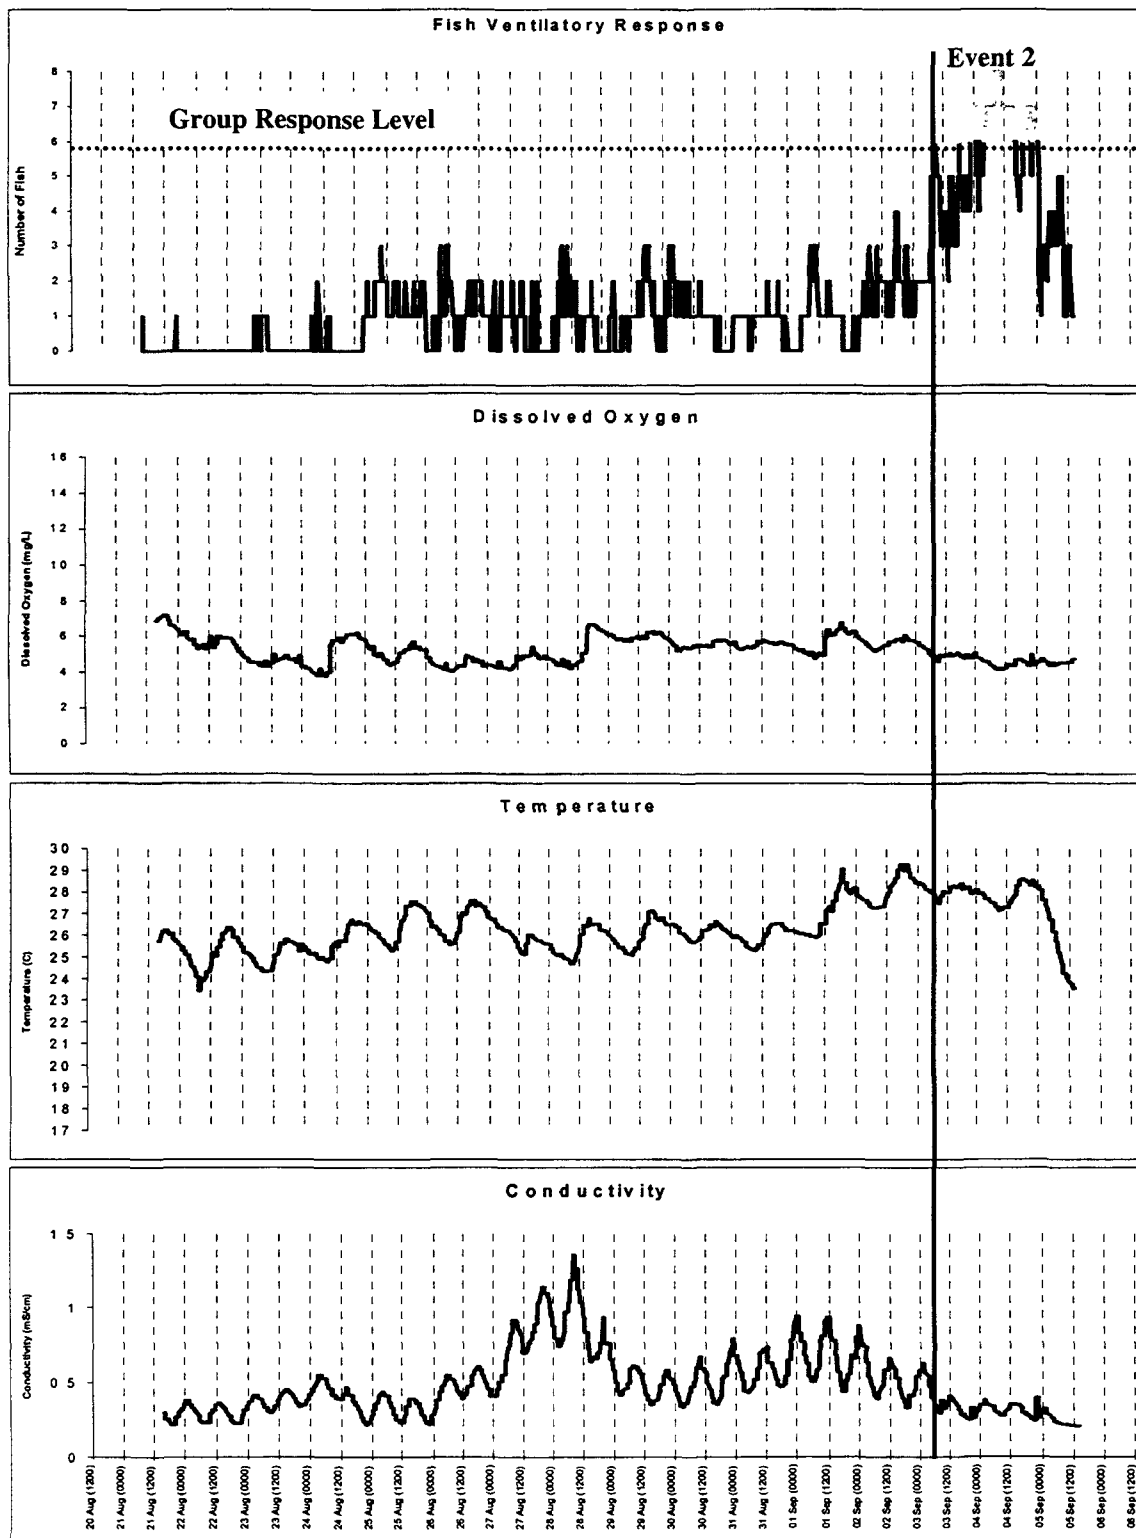 Fish Ventilatory Response
Event 2
Group Response Level
Number of Fish
8
7
6
5
4
3
2
1
0
Dissolved Oxygen
Dissolved Oxygen (mg/L)
16
14
12
10
8
6
4
2
0
Temperature
Temperature (C)
30
29
28
27
26
25
24
23
22
21
20
19
18
17
Conductivity
Conductivity (mS/cm)
1 5
1
0 5
0
20 Aug (1200)
21 Aug (0000)
21 Aug (1200)
22 Aug (0000)
22 Aug (1200)
23 Aug (0000)
23 Aug (1200)
24 Aug (0000)
24 Aug (1200)
25 Aug (0000)
25 Aug (1200)
26 Aug (0000)
26 Aug (1200)
27 Aug (0000)
27 Aug (1200)
28 Aug (0000)
28 Aug (1200)
29 Aug (0000)
29 Aug (1200)
30 Aug (0000)
30 Aug (1200)
31 Aug (0000)
31 Aug (1200)
01 Sep (0000)
01 Sep (1200)
02 Sep (0000)
02 Sep (1200)
03 Sep (0000)
03 Sep (1200)
04 Sep (0000)
04 Sep (1200)
05 Sep (0000)
05 Sep (1200)
06 Sep (0000)
06 Sep (1200)